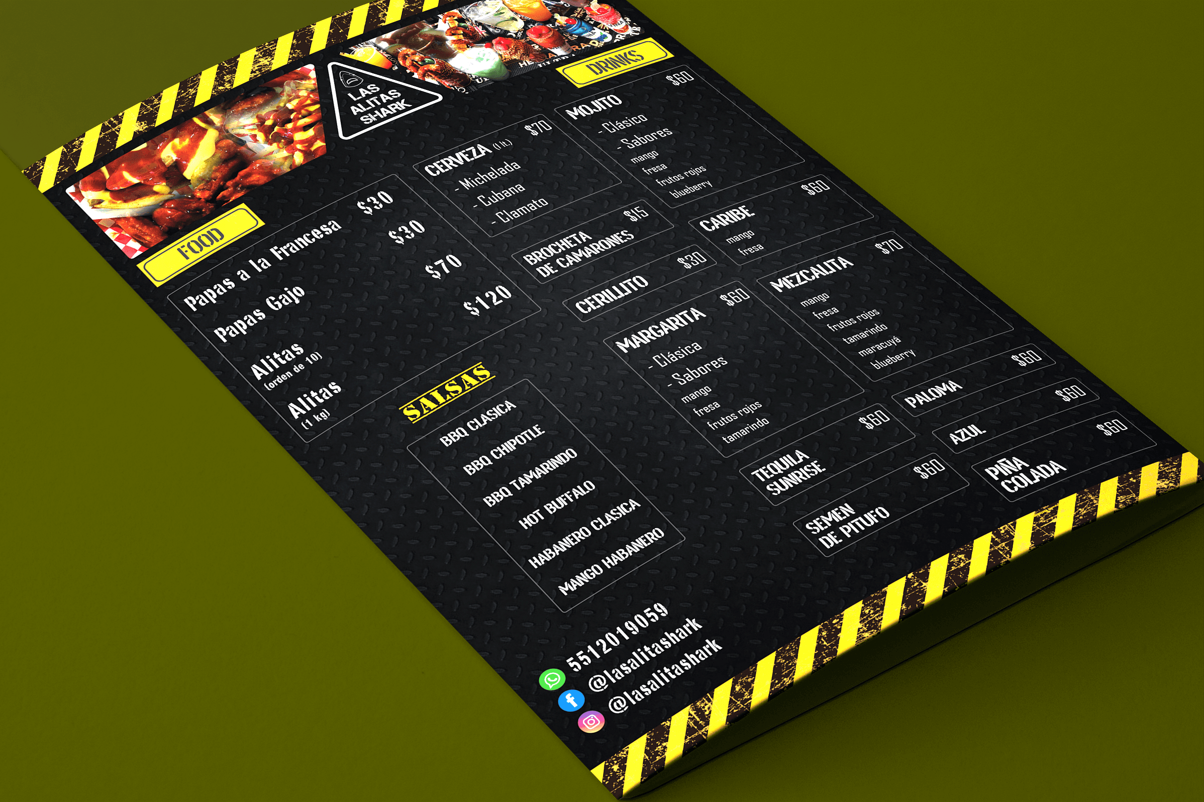 LAS
ALITAS
SHARK
FOOD
Papas a la Francesa $30
Papas Gajo $30
Alitas $70
(orden de 10)
Alitas $120
(1 kg)
SALSAS
BBQ CLASICA
BBQ CHIPOTLE
BBQ TAMARINDO
HOT BUFFALO
HABANERO CLASICA
MANGO HABANERO
5512019059
@lasalitashark
@lasalitashark
DRINKS
CERVEZA (1 lt.) $70
- Michelada
- Cubana
- Clamato
BROCHETA $15
DE CAMARONES
CERILLITO $30
MARGARITA $60
- Clásica
- Sabores
mango
fresa
frutos rojos
tamarindo
TEQUILA $60
SUNRISE
SEMEN $60
DE PITUFO
MOJITO $60
- Clásico
- Sabores
mango
fresa
frutos rojos
blueberry
CARIBE $60
mango
fresa
MEZCALITA $70
mango
fresa
frutos rojos
tamarindo
maracuyá
blueberry
PALOMA $60
AZUL $60
PIÑA $60
COLADA